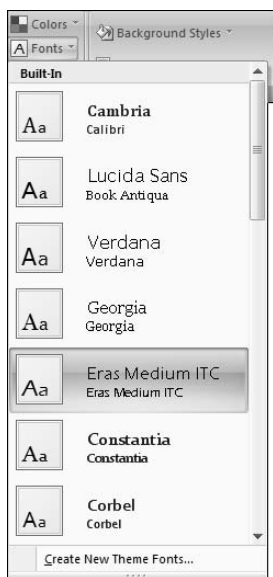 Colors
Background Styles
Fonts
Built-In
Aa
Cambria
Calibri
Aa
Lucida Sans
Book Antiqua
Aa
Verdana
Verdana
Aa
Georgia
Georgia
Aa
Eras Medium ITC
Eras Medium ITC
Aa
Constantia
Constantia
Aa
Corbel
Corbel
Create New Theme Fonts...